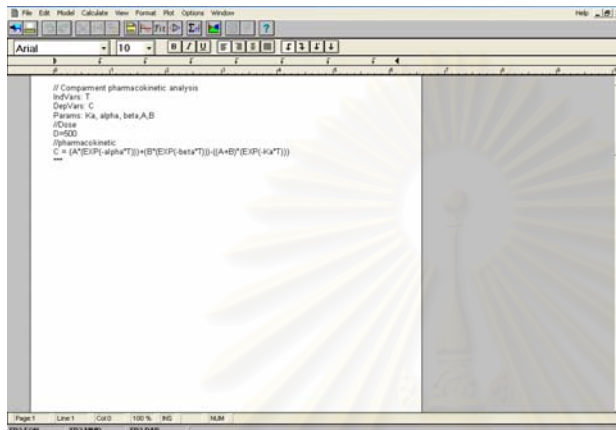 File Edit Model Calculate View Format Plot Options Window Help
Arial 10 B I U
// Comparment pharmacokinetic analysis
IndVars: T
DepVars: C
Params: Ka, alpha, beta,A,B
//Dose
D=500
//pharmacokinetic
C = (A*(EXP(-alpha*T)))+(B*(EXP(-beta*T)))-((A+B)*(EXP(-Ka*T)))
***
Page:1 Line:1 Col:0 100 % INS NUM